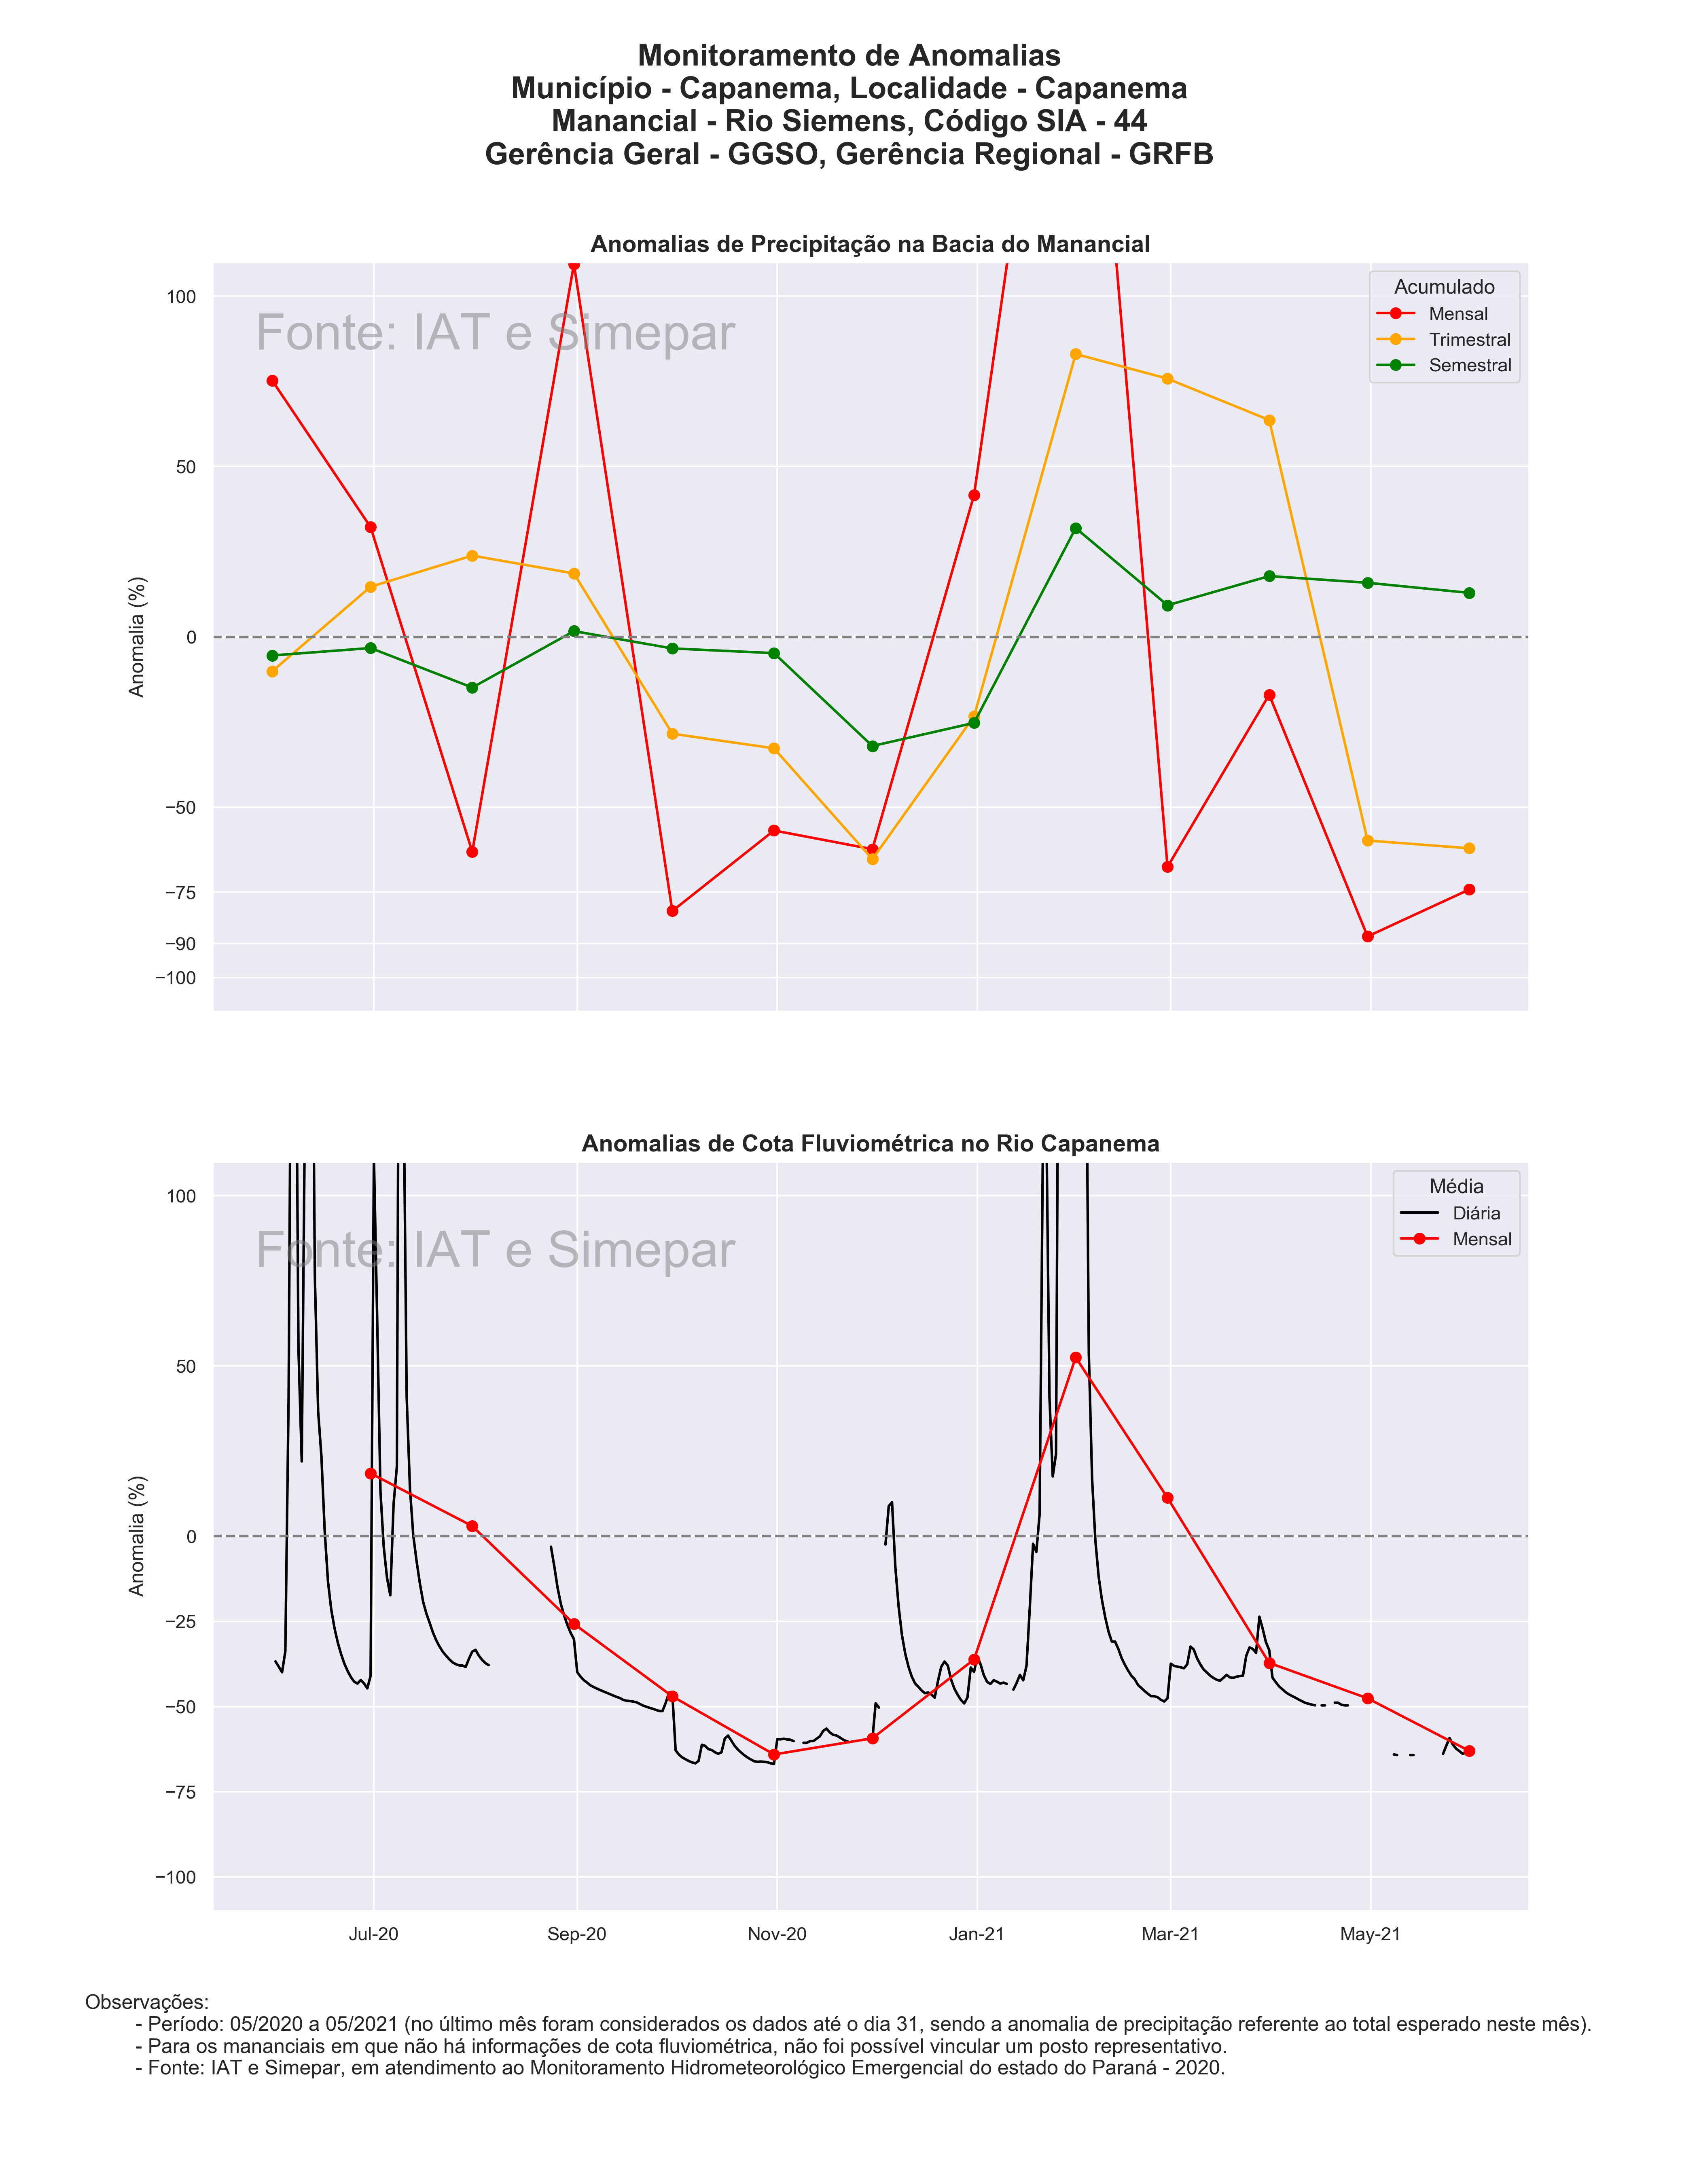 Monitoramento de Anomalias
Município - Capanema, Localidade - Capanema
Manancial - Rio Siemens, Código SIA - 44
Gerência Geral - GGSO, Gerência Regional - GRFB
Anomalias de Precipitação na Bacia do Manancial
Fonte: IAT e Simepar
Acumulado
Mensal
Trimestral
Semestral
Anomalia (%)
100
50
0
−50
−75
−90
−100
Anomalias de Cota Fluviométrica no Rio Capanema
Fonte: IAT e Simepar
Média
Diária
Mensal
Anomalia (%)
100
50
0
−25
−50
−75
−100
Jul-20 Sep-20 Nov-20 Jan-21 Mar-21 May-21
Observações:
- Período: 05/2020 a 05/2021 (no último mês foram considerados os dados até o dia 31, sendo a anomalia de precipitação referente ao total esperado neste mês).
- Para os mananciais em que não há informações de cota fluviométrica, não foi possível vincular um posto representativo.
- Fonte: IAT e Simepar, em atendimento ao Monitoramento Hidrometeorológico Emergencial do estado do Paraná - 2020.